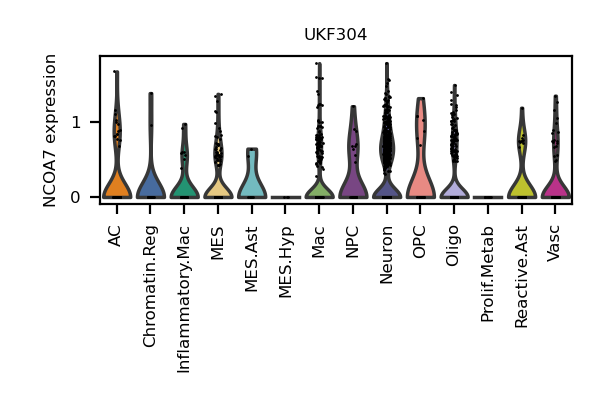 UKF304
NCOA7 expression
1
0
AC
Chromatin.Reg
Inflammatory.Mac
MES
MES.Ast
MES.Hyp
Mac
NPC
Neuron
OPC
Oligo
Prolif.Metab
Reactive.Ast
Vasc